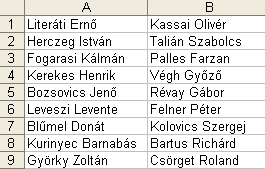 A B
1 Literáti Ernő Kassai Olivér
2 Herczeg István Talián Szabolcs
3 Fogarasi Kálmán Palles Farzan
4 Kerekes Henrik Végh Győző
5 Bozsovics Jenő Révay Gábor
6 Leveszi Levente Felner Péter
7 Blűmel Donát Kolovics Szergej
8 Kurinyec Barnabás Bartus Richárd
9 Györky Zoltán Csörget Roland